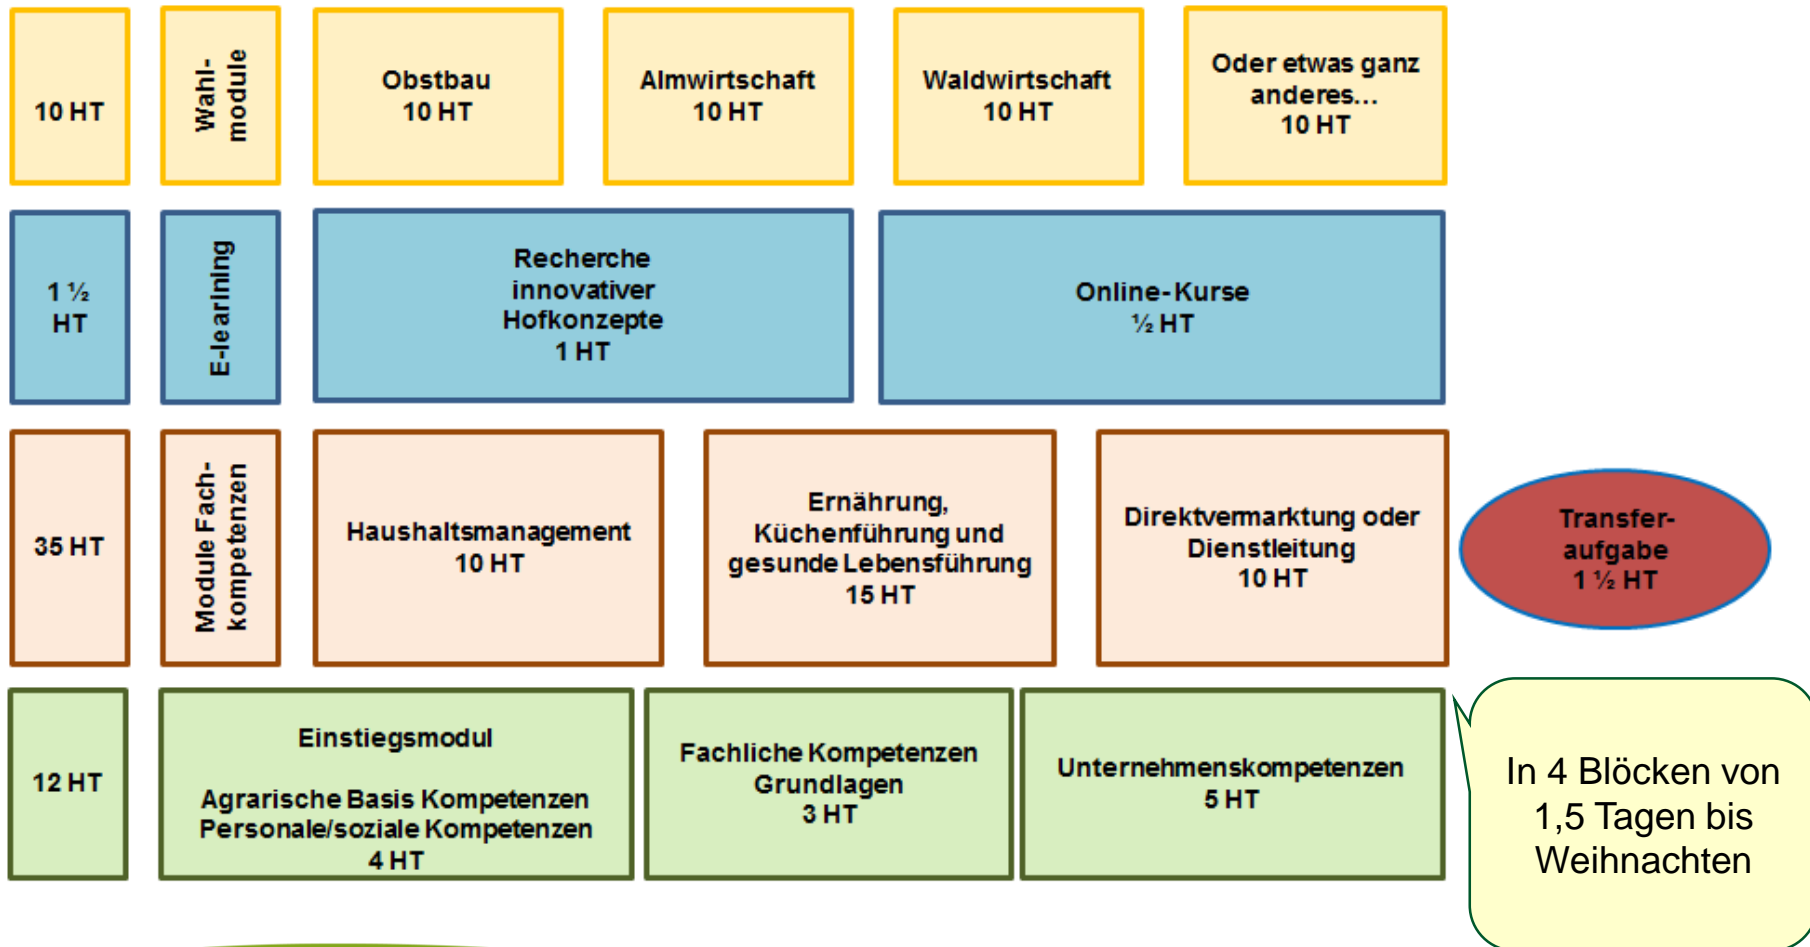 10 HT
Wahl-
module
Obstbau
10 HT
Almwirtschaft
10 HT
Waldwirtschaft
10 HT
Oder etwas ganz
anderes...
10 HT
1 ½
HT
E-learining
Recherche
innovativer
Hofkonzepte
1 HT
Online-Kurse
½ HT
35 HT
Module Fach-
kompetenzen
Haushaltsmanagement
10 HT
Ernährung,
Küchenführung und
gesunde Lebensführung
15 HT
Direktvermarktung oder
Dienstleitung
10 HT
Transfer-
aufgabe
1 ½ HT
12 HT
Einstiegsmodul
Agrarische Basis Kompetenzen
Personale/soziale Kompetenzen
4 HT
Fachliche Kompetenzen
Grundlagen
3 HT
Unternehmenskompetenzen
5 HT
In 4 Blöcken von
1,5 Tagen bis
Weihnachten